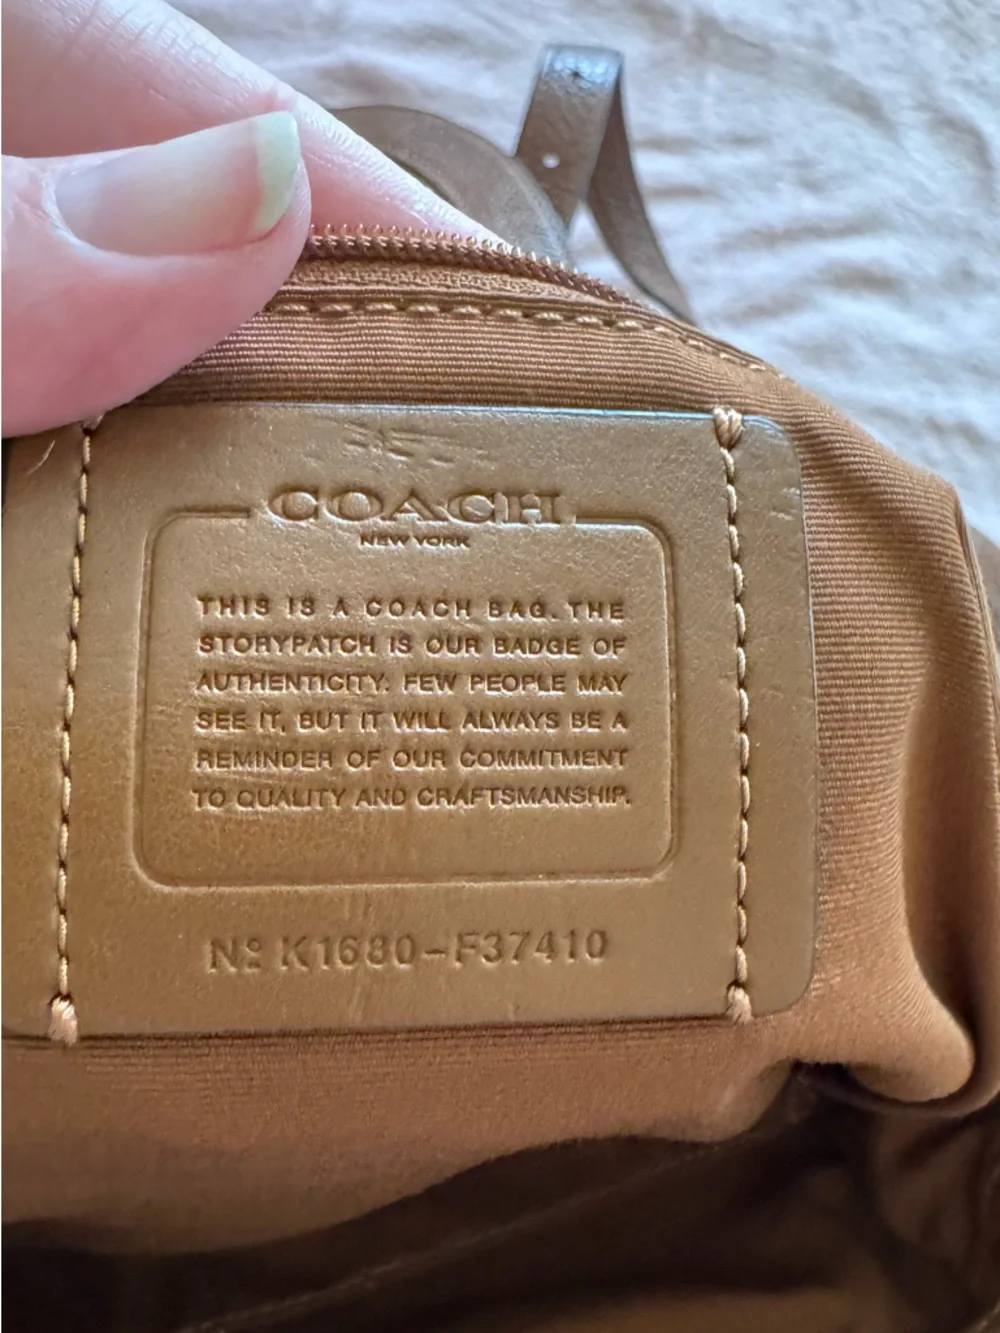 COACH
NEW YORK
THIS IS A COACH BAG. THE
STORYPATCH IS OUR BADGE OF
AUTHENTICITY. FEW PEOPLE MAY
SEE IT, BUT IT WILL ALWAYS BE A
REMINDER OF OUR COMMITMENT
TO QUALITY AND CRAFTSMANSHIP.
Nº K1680-F37410